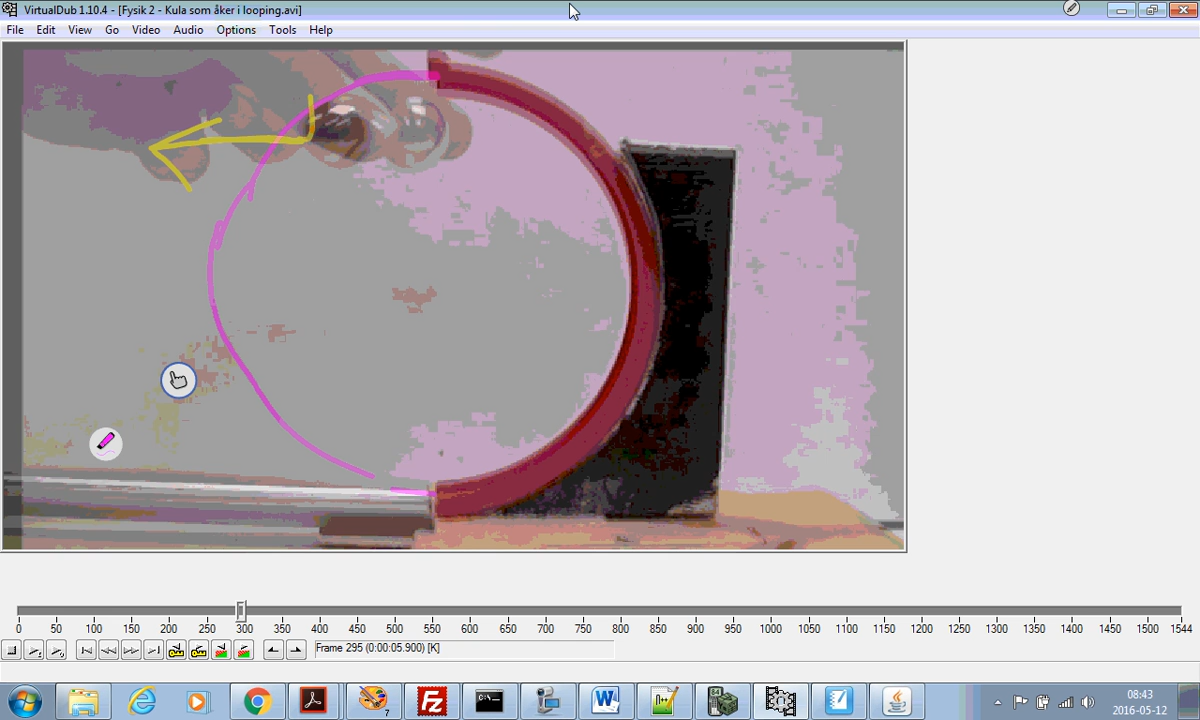 VirtualDub 1.10.4 - [Fysik 2 - Kula som åker i looping.avi]
File Edit View Go Video Audio Options Tools Help
0 50 100 150 200 250 300 350 400 450 500 550 600 650 700 750 800 850 900 950 1000 1050 1100 1150 1200 1250 1300 1350 1400 1450 1500 1544
Frame 295 (0:00:05.900) [K]
08:43
2016-05-12